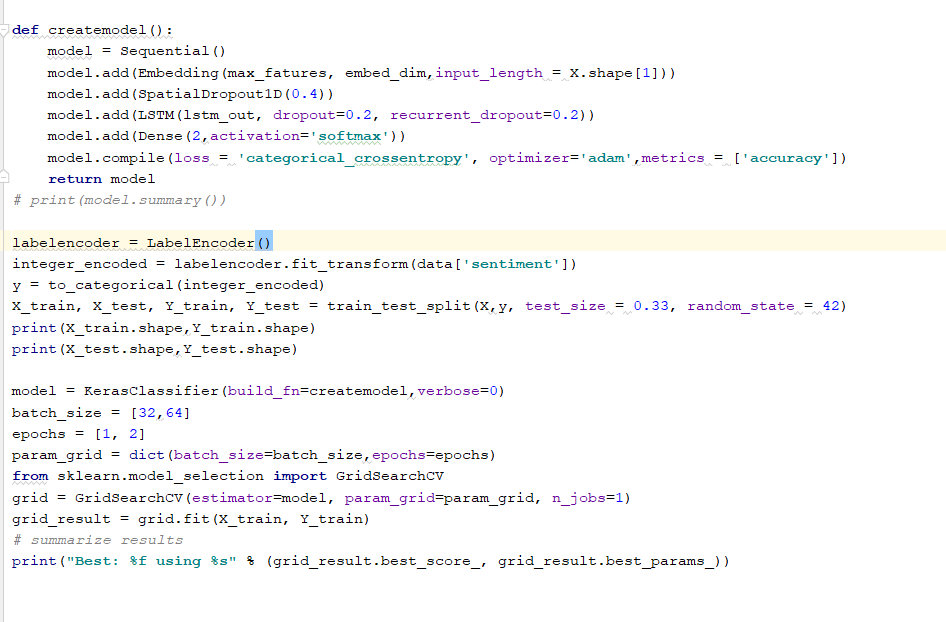 def createmodel():
    model = Sequential()
    model.add(Embedding(max_fatures, embed_dim,input_length = X.shape[1]))
    model.add(SpatialDropout1D(0.4))
    model.add(LSTM(lstm_out, dropout=0.2, recurrent_dropout=0.2))
    model.add(Dense(2,activation='softmax'))
    model.compile(loss = 'categorical_crossentropy', optimizer='adam',metrics = ['accuracy'])
    return model
# print(model.summary())
labelencoder = LabelEncoder()
integer_encoded = labelencoder.fit_transform(data['sentiment'])
y = to_categorical(integer_encoded)
X_train, X_test, Y_train, Y_test = train_test_split(X,y, test_size = 0.33, random_state = 42)
print(X_train.shape,Y_train.shape)
print(X_test.shape,Y_test.shape)
model = KerasClassifier(build_fn=createmodel,verbose=0)
batch_size = [32,64]
epochs = [1, 2]
param_grid = dict(batch_size=batch_size,epochs=epochs)
from sklearn.model_selection import GridSearchCV
grid = GridSearchCV(estimator=model, param_grid=param_grid, n_jobs=1)
grid_result = grid.fit(X_train, Y_train)
# summarize results
print("Best: %f using %s" % (grid_result.best_score_, grid_result.best_params_))